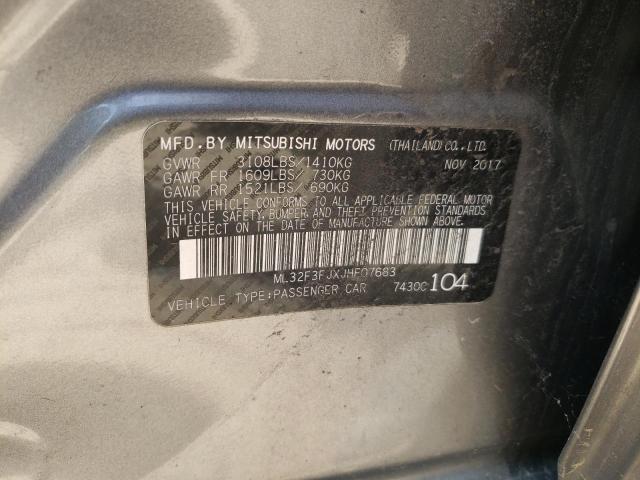 MFD.BY MITSUBISHI MOTORS (THAILAND) CO.,LTD.
GVWR 3108LBS/1410KG NOV 2017
GAWR FR 1609LBS/ 730KG
GAWR RR 1521LBS/ 690KG
THIS VEHICLE CONFORMS TO ALL APPLICABLE FEDERAL MOTOR
VEHICLE SAFETY, BUMPER, AND THEFT PREVENTION STANDARDS
IN EFFECT ON THE DATE OF MANUFACTURE SHOWN ABOVE.
ML32F3FJXJHF07683
VEHICLE TYPE:PASSENGER CAR 7430C 104